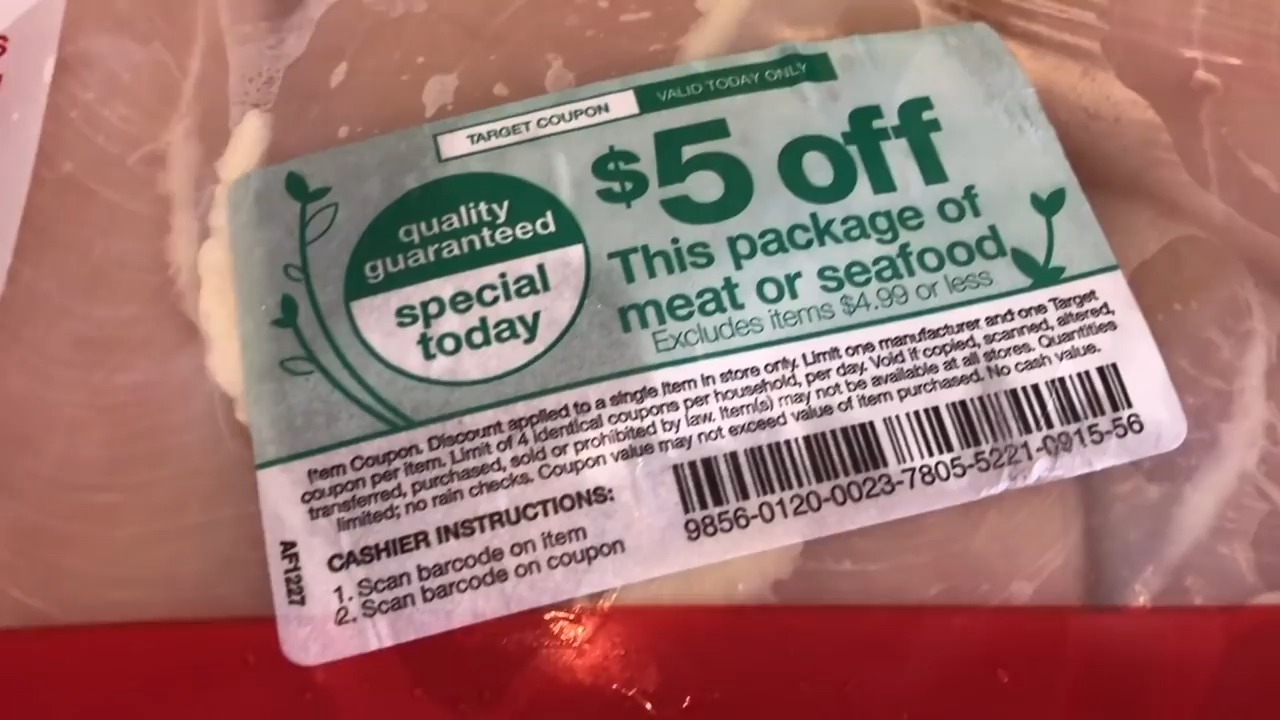 TARGET COUPON VALID TODAY ONLY
quality
guaranteed
special
today
$5 off
This package of
meat or seafood
Excludes items $4.99 or less
Item Coupon. Discount applied to a single item in store only. Limit one manufacturer and one Target
coupon per item. Limit of 4 identical coupons per household, per day. Void if copied, scanned, altered,
transferred, purchased, sold or prohibited by law. Item(s) may not be available at all stores. Quantities
limited; no rain checks. Coupon value may not exceed value of item purchased. No cash value.
CASHIER INSTRUCTIONS:
1. Scan barcode on item
2. Scan barcode on coupon
9856-0120-0023-7805-5221-0915-56
AF1227